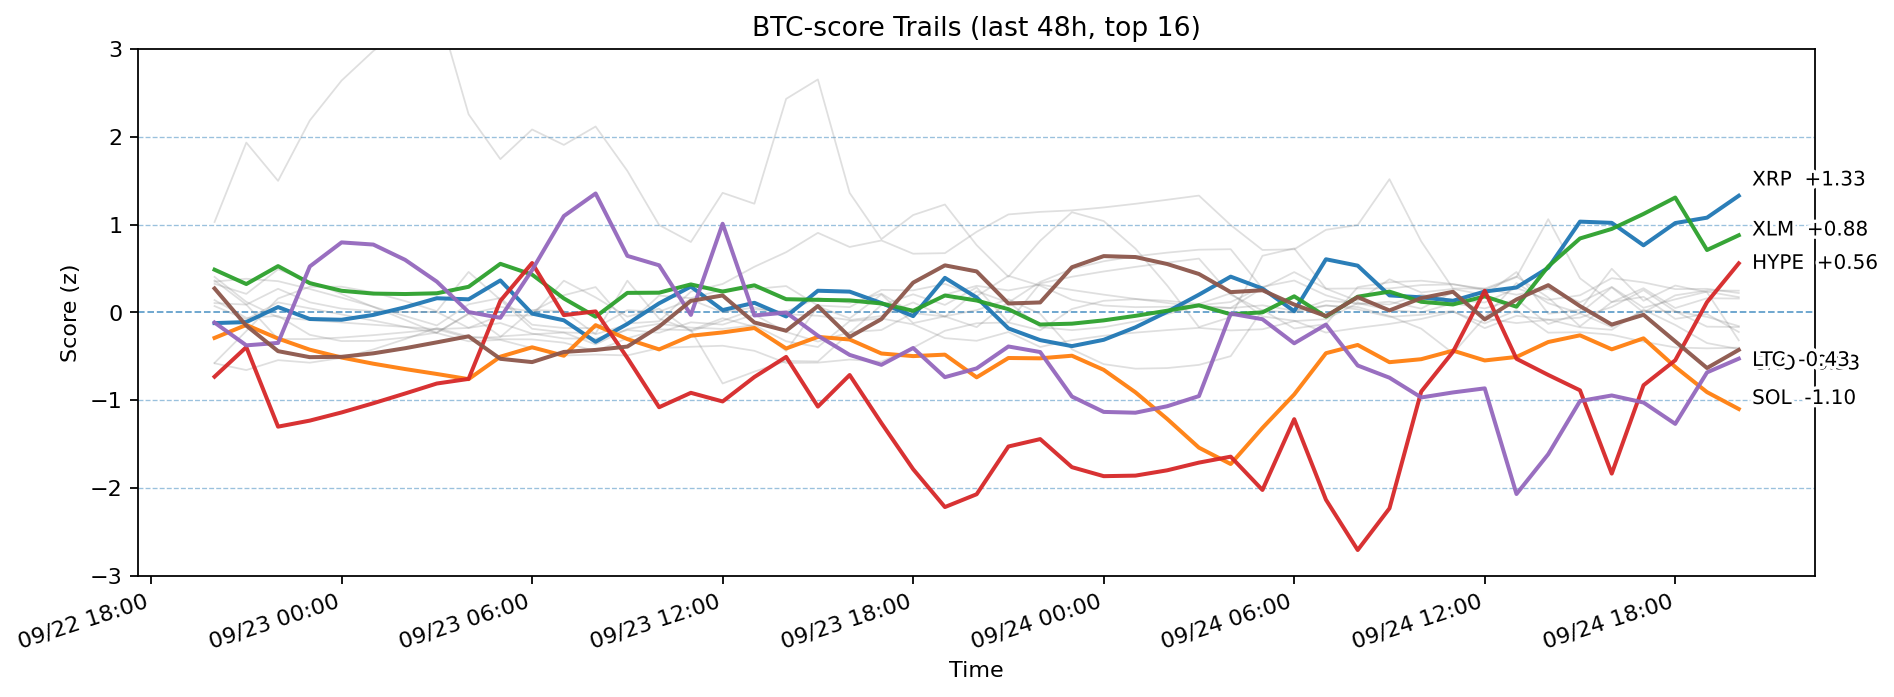 BTC-score Trails (last 48h, top 16)
3
2
1
0
−1
−2
−3
Score (z)
XRP +1.33
XLM +0.88
HYPE +0.56
LTC -0.43
SOL -1.10
09/22 18:00
09/23 00:00
09/23 06:00
09/23 12:00
09/23 18:00
09/24 00:00
09/24 06:00
09/24 12:00
09/24 18:00
Time